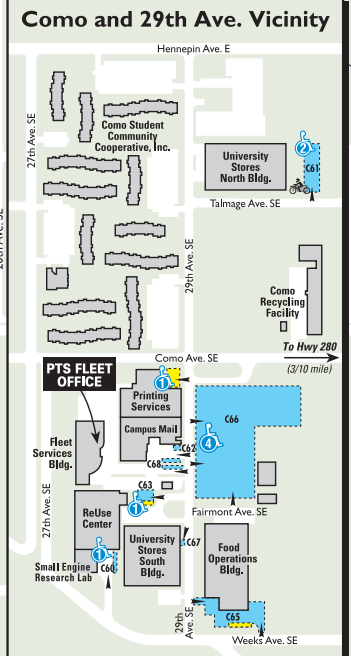 Como and 29th Ave. Vicinity
Hennepin Ave. E
27th Ave. SE
Como Student
Community
Cooperative, Inc.
University
Stores
North Bldg.
2
C61
Talmage Ave. SE
29th Ave. SE
Como
Recycling
Facility
To Hwy 280
(3/10 mile)
Como Ave. SE
PTS FLEET
OFFICE
1
Printing
Services
Campus Mail
C66
4
C62
C68
Fleet
Services
Bldg.
C63
1
27th Ave. SE
ReUse
Center
Fairmont Ave. SE
University
Stores
South
Bldg.
C67
Food
Operations
Bldg.
1
Small Engine
Research Lab
C60
29th
Ave. SE
C65
Weeks Ave. SE